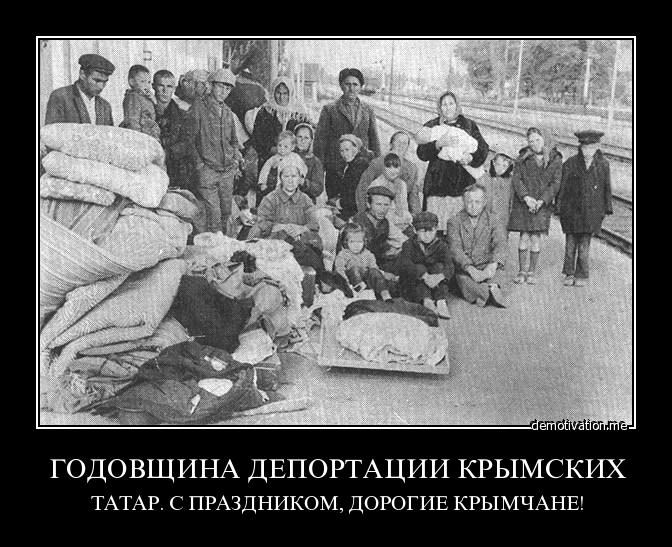 demotivation.me
ГОДОВЩИНА ДЕПОРТАЦИИ КРЫМСКИХ
ТАТАР. С ПРАЗДНИКОМ, ДОРОГИЕ КРЫМЧАНЕ!